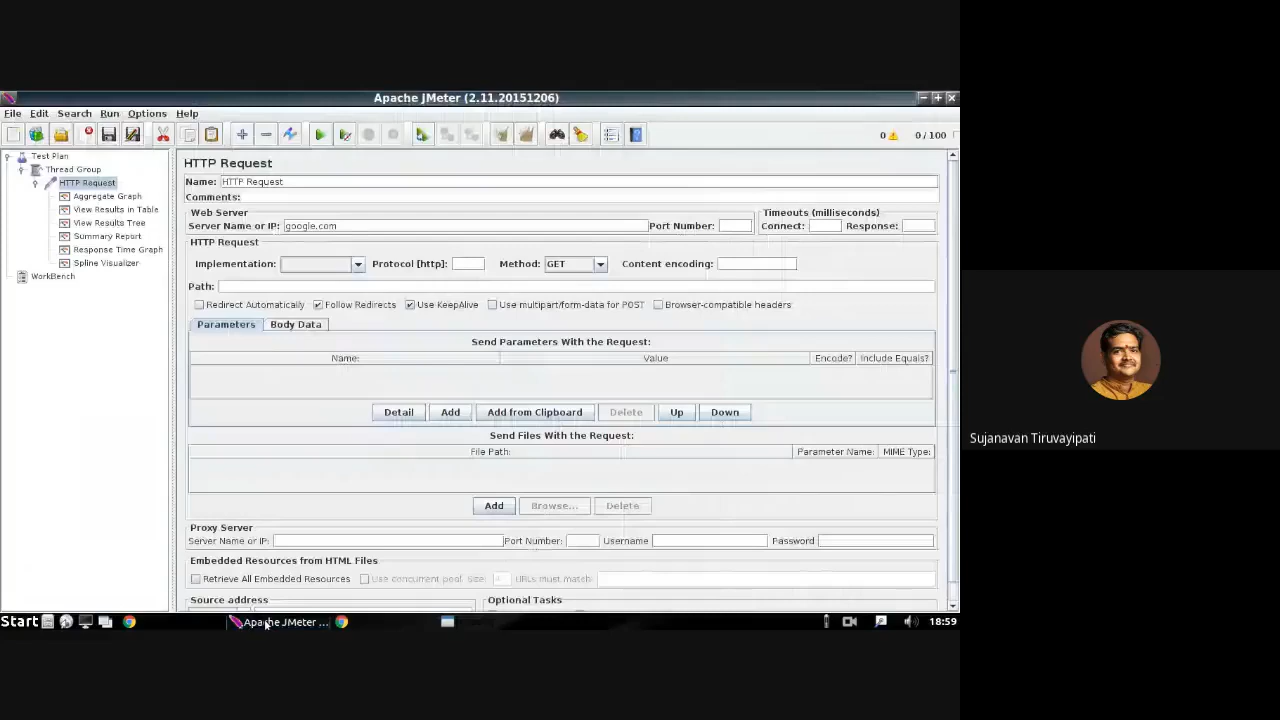 Apache JMeter (2.11.20151206)
File Edit Search Run Options Help
0 0 / 100
Test Plan
Thread Group
HTTP Request
Aggregate Graph
View Results in Table
View Results Tree
Summary Report
Response Time Graph
Spline Visualizer
WorkBench
HTTP Request
Name: HTTP Request
Comments:
Web Server
Timeouts (milliseconds)
Server Name or IP: google.com Port Number: Connect: Response:
HTTP Request
Implementation: Protocol [http]: Method: GET Content encoding:
Path:
Redirect Automatically Follow Redirects Use KeepAlive Use multipart/form-data for POST Browser-compatible headers
Parameters Body Data
Send Parameters With the Request:
Name: Value Encode? Include Equals?
Detail Add Add from Clipboard Delete Up Down
Send Files With the Request:
File Path: Parameter Name: MIME Type:
Add Browse... Delete
Proxy Server
Server Name or IP: Port Number: Username Password
Embedded Resources from HTML Files
Retrieve All Embedded Resources Use concurrent pool. Size: 4 URLs must match:
Source address Optional Tasks
Start Apache JMeter ... 18:59
Sujanavan Tiruvayipati